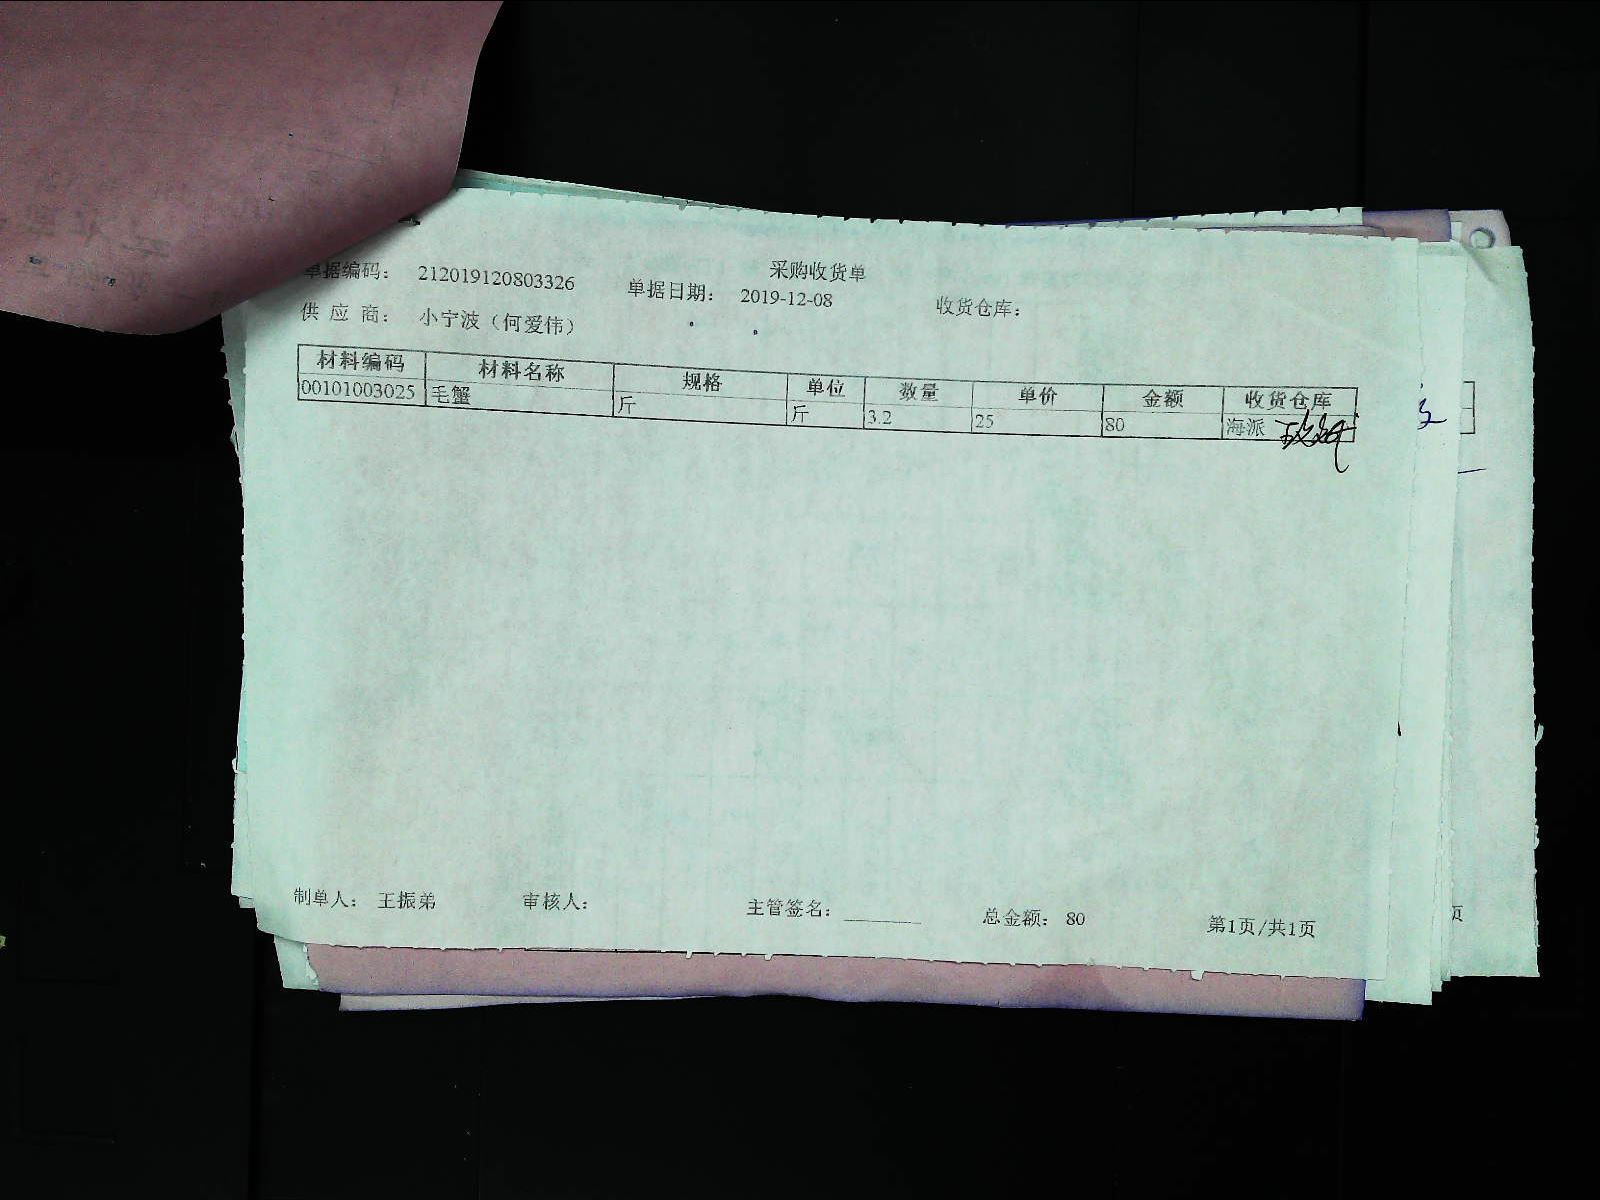 采购收货单
单据编码： 212019120803326 单据日期： 2019-12-08 收货仓库：
供 应 商： 小宁波（何爱伟）
材料编码 材料名称 规格 单位 数量 单价 金额 收货仓库
00101003025 毛蟹 斤 斤 3.2 25 80 海派
制单人： 王振弟 审核人： 主管签名：________ 总金额： 80 第1页/共1页
页